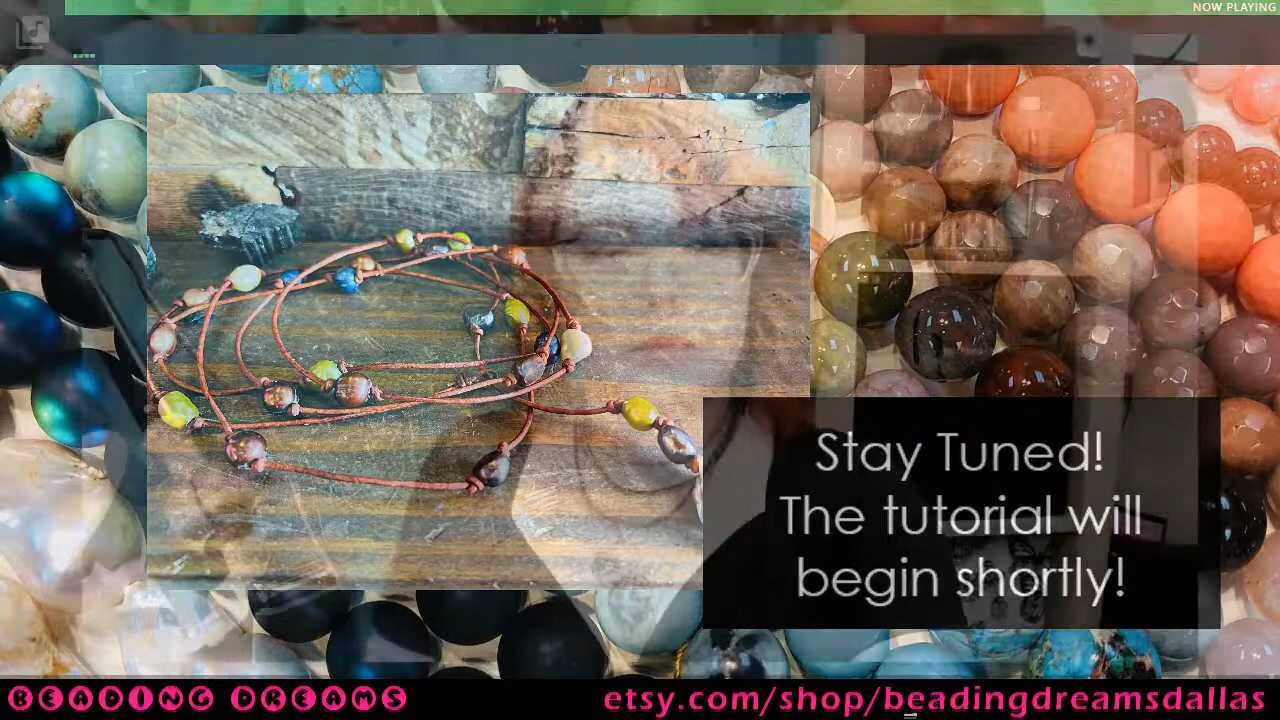 NOW PLAYING
Stay Tuned!
The tutorial will
begin shortly!
BEADING DREAMS
etsy.com/shop/beadingdreamsdallas